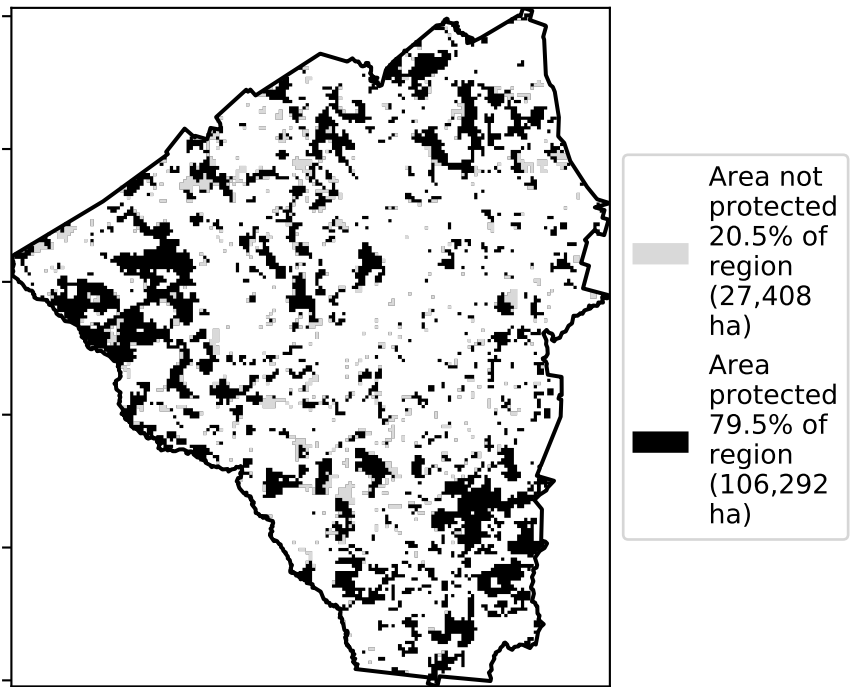 Area not
protected
20.5% of
region
(27,408
ha)
Area
protected
79.5% of
region
(106,292
ha)